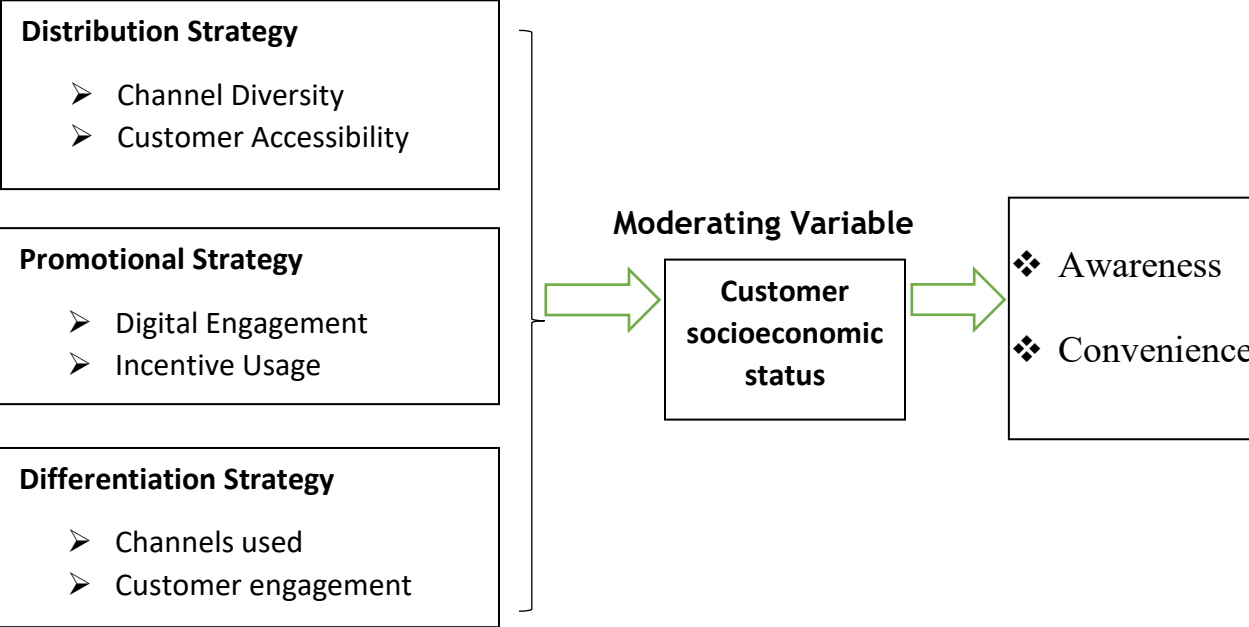 Distribution Strategy
➢ Channel Diversity
➢ Customer Accessibility
Promotional Strategy
➢ Digital Engagement
➢ Incentive Usage
Differentiation Strategy
➢ Channels used
➢ Customer engagement
Moderating Variable
Customer
socioeconomic
status
❖ Awareness
❖ Convenience